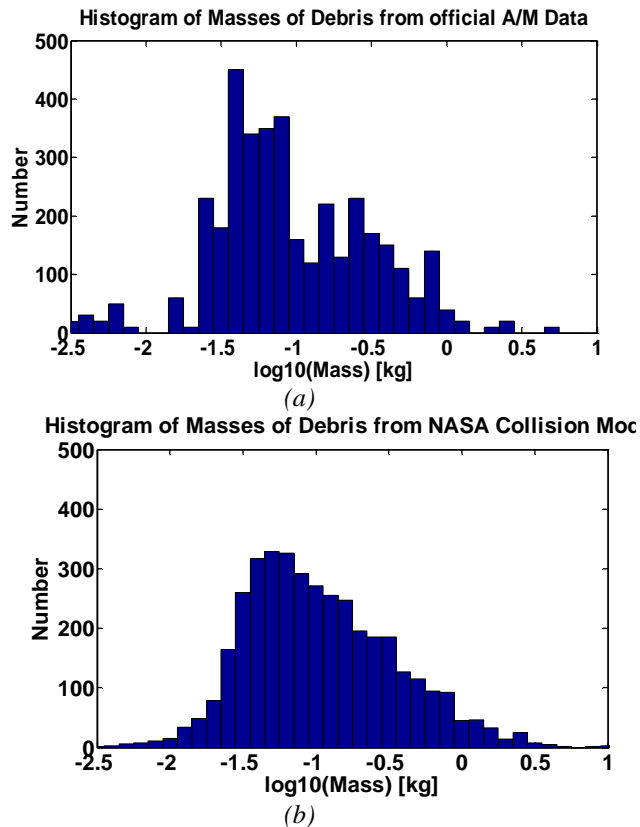 Histogram of Masses of Debris from official A/M Data
500
400
300
200
100
0
Number
-2.5 -2 -1.5 -1 -0.5 0 0.5 1
log10(Mass) [kg]
(a)
Histogram of Masses of Debris from NASA Collision Mod
500
400
300
200
100
0
Number
-2.5 -2 -1.5 -1 -0.5 0 0.5 1
log10(Mass) [kg]
(b)